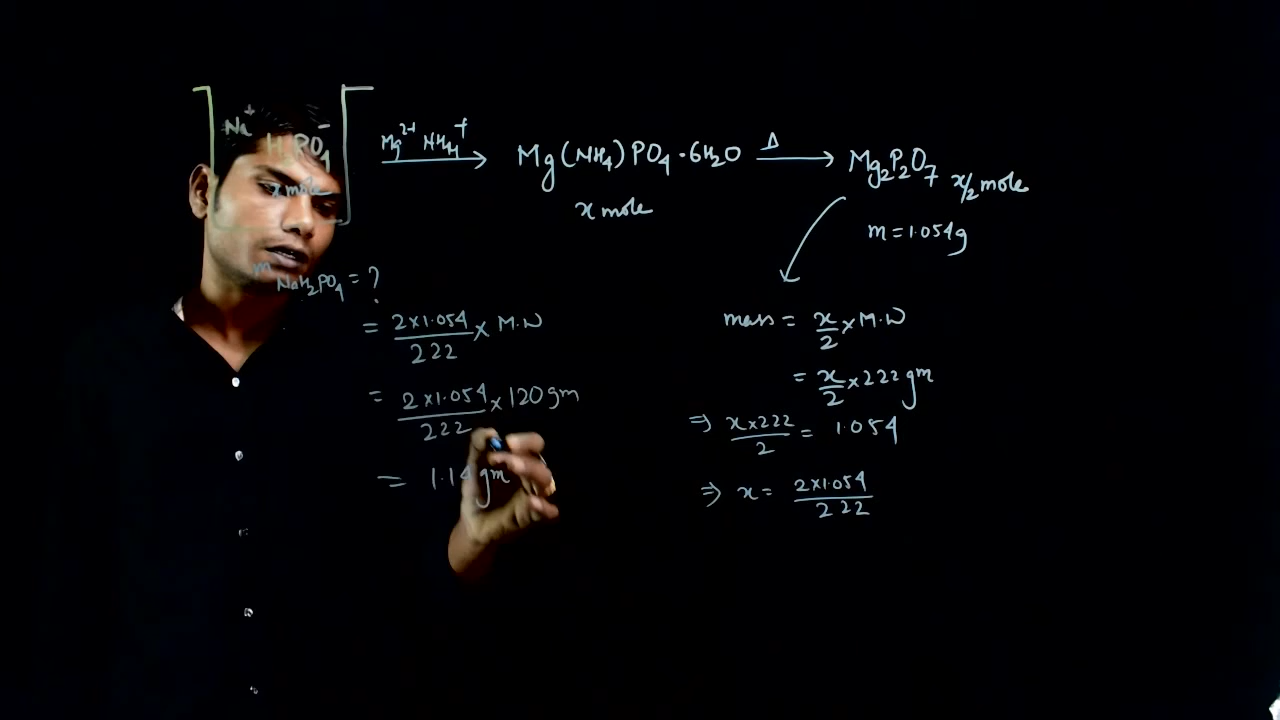 Na⁺
H₂PO₄⁻
x mole
Mg²⁺ NH₄⁺
Mg(NH₄)PO₄·6H₂O
x mole
Δ
Mg₂P₂O₇ x/2 mole
m = 1.054g
m NaH₂PO₄ = ?
= 2×1.054/222 × M.W
= 2×1.054/222 × 120 gm
= 1.14 gm
mass = x/2 × M.W
= x/2 × 222 gm
⇒ x×222/2 = 1.054
⇒ x = 2×1.054/222